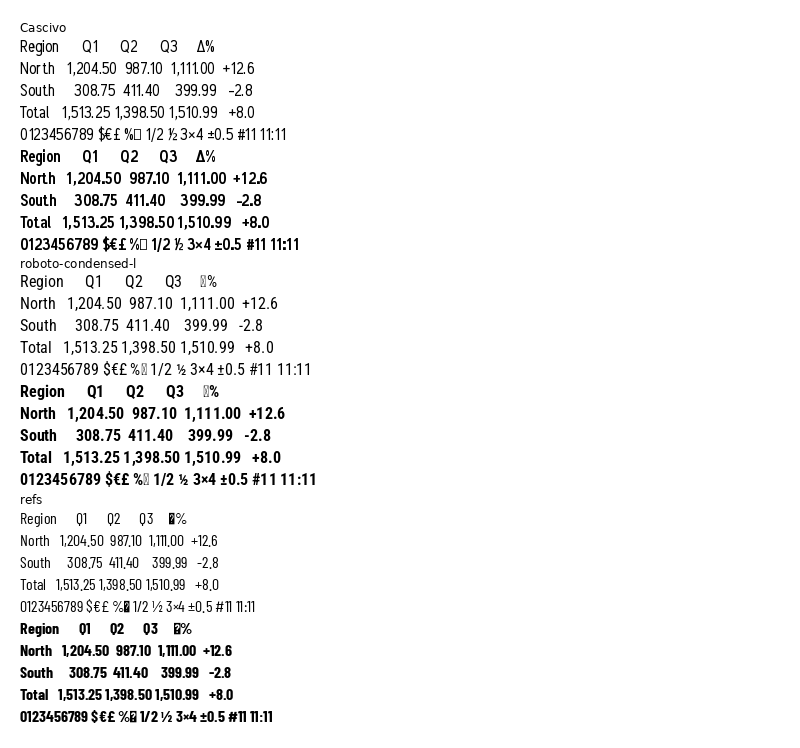 Cascivo
Region Q1 Q2 Q3 Δ%
North 1,204.50 987.10 1,111.00 +12.6
South 308.75 411.40 399.99 -2.8
Total 1,513.25 1,398.50 1,510.99 +8.0
0123456789 $€£ %□ 1/2 ½ 3×4 ±0.5 #11 11:11
Region Q1 Q2 Q3 Δ%
North 1,204.50 987.10 1,111.00 +12.6
South 308.75 411.40 399.99 -2.8
Total 1,513.25 1,398.50 1,510.99 +8.0
0123456789 $€£ %□ 1/2 ½ 3×4 ±0.5 #11 11:11
roboto-condensed-l
Region Q1 Q2 Q3 □%
North 1,204.50 987.10 1,111.00 +12.6
South 308.75 411.40 399.99 -2.8
Total 1,513.25 1,398.50 1,510.99 +8.0
0123456789 $€£ %□ 1/2 ½ 3×4 ±0.5 #11 11:11
Region Q1 Q2 Q3 □%
North 1,204.50 987.10 1,111.00 +12.6
South 308.75 411.40 399.99 -2.8
Total 1,513.25 1,398.50 1,510.99 +8.0
0123456789 $€£ %□ 1/2 ½ 3×4 ±0.5 #11 11:11
refs
Region Q1 Q2 Q3 □%
North 1,204.50 987.10 1,111.00 +12.6
South 308.75 411.40 399.99 -2.8
Total 1,513.25 1,398.50 1,510.99 +8.0
0123456789 $€£ %□ 1/2 ½ 3×4 ±0.5 #11 11:11
Region Q1 Q2 Q3 □%
North 1,204.50 987.10 1,111.00 +12.6
South 308.75 411.40 399.99 -2.8
Total 1,513.25 1,398.50 1,510.99 +8.0
0123456789 $€£ %□ 1/2 ½ 3×4 ±0.5 #11 11:11